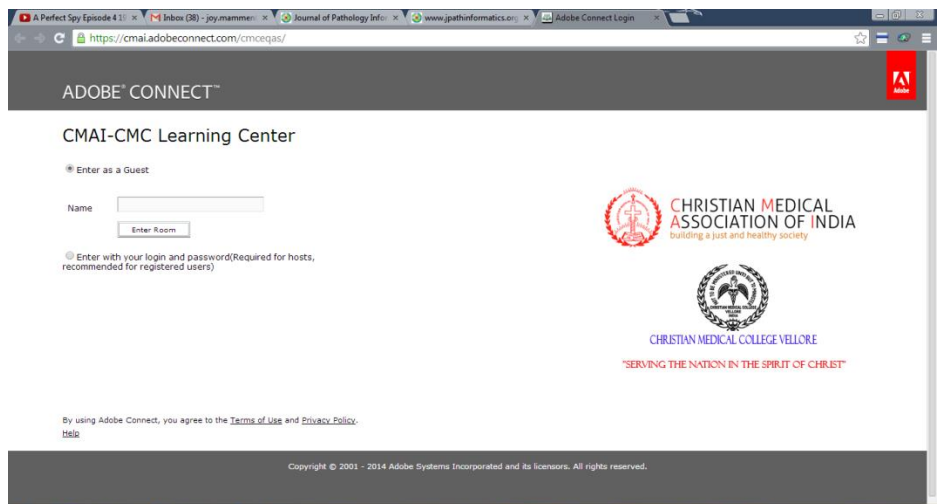 A Perfect Spy Episode 4 19
Inbox (38) - joy.mammen
Journal of Pathology Infor
www.jpathinformatics.org
Adobe Connect Login
https://cmai.adobeconnect.com/cmceqas/
ADOBE® CONNECT™
Adobe
CMAI-CMC Learning Center
Enter as a Guest
Name
Enter Room
Enter with your login and password(Required for hosts,
recommended for registered users)
CHRISTIAN MEDICAL
ASSOCIATION OF INDIA
building a just and healthy society
CHRISTIAN MEDICAL COLLEGE VELLORE
"SERVING THE NATION IN THE SPIRIT OF CHRIST"
By using Adobe Connect, you agree to the Terms of Use and Privacy Policy.
Help
Copyright © 2001 - 2014 Adobe Systems Incorporated and its licensors. All rights reserved.